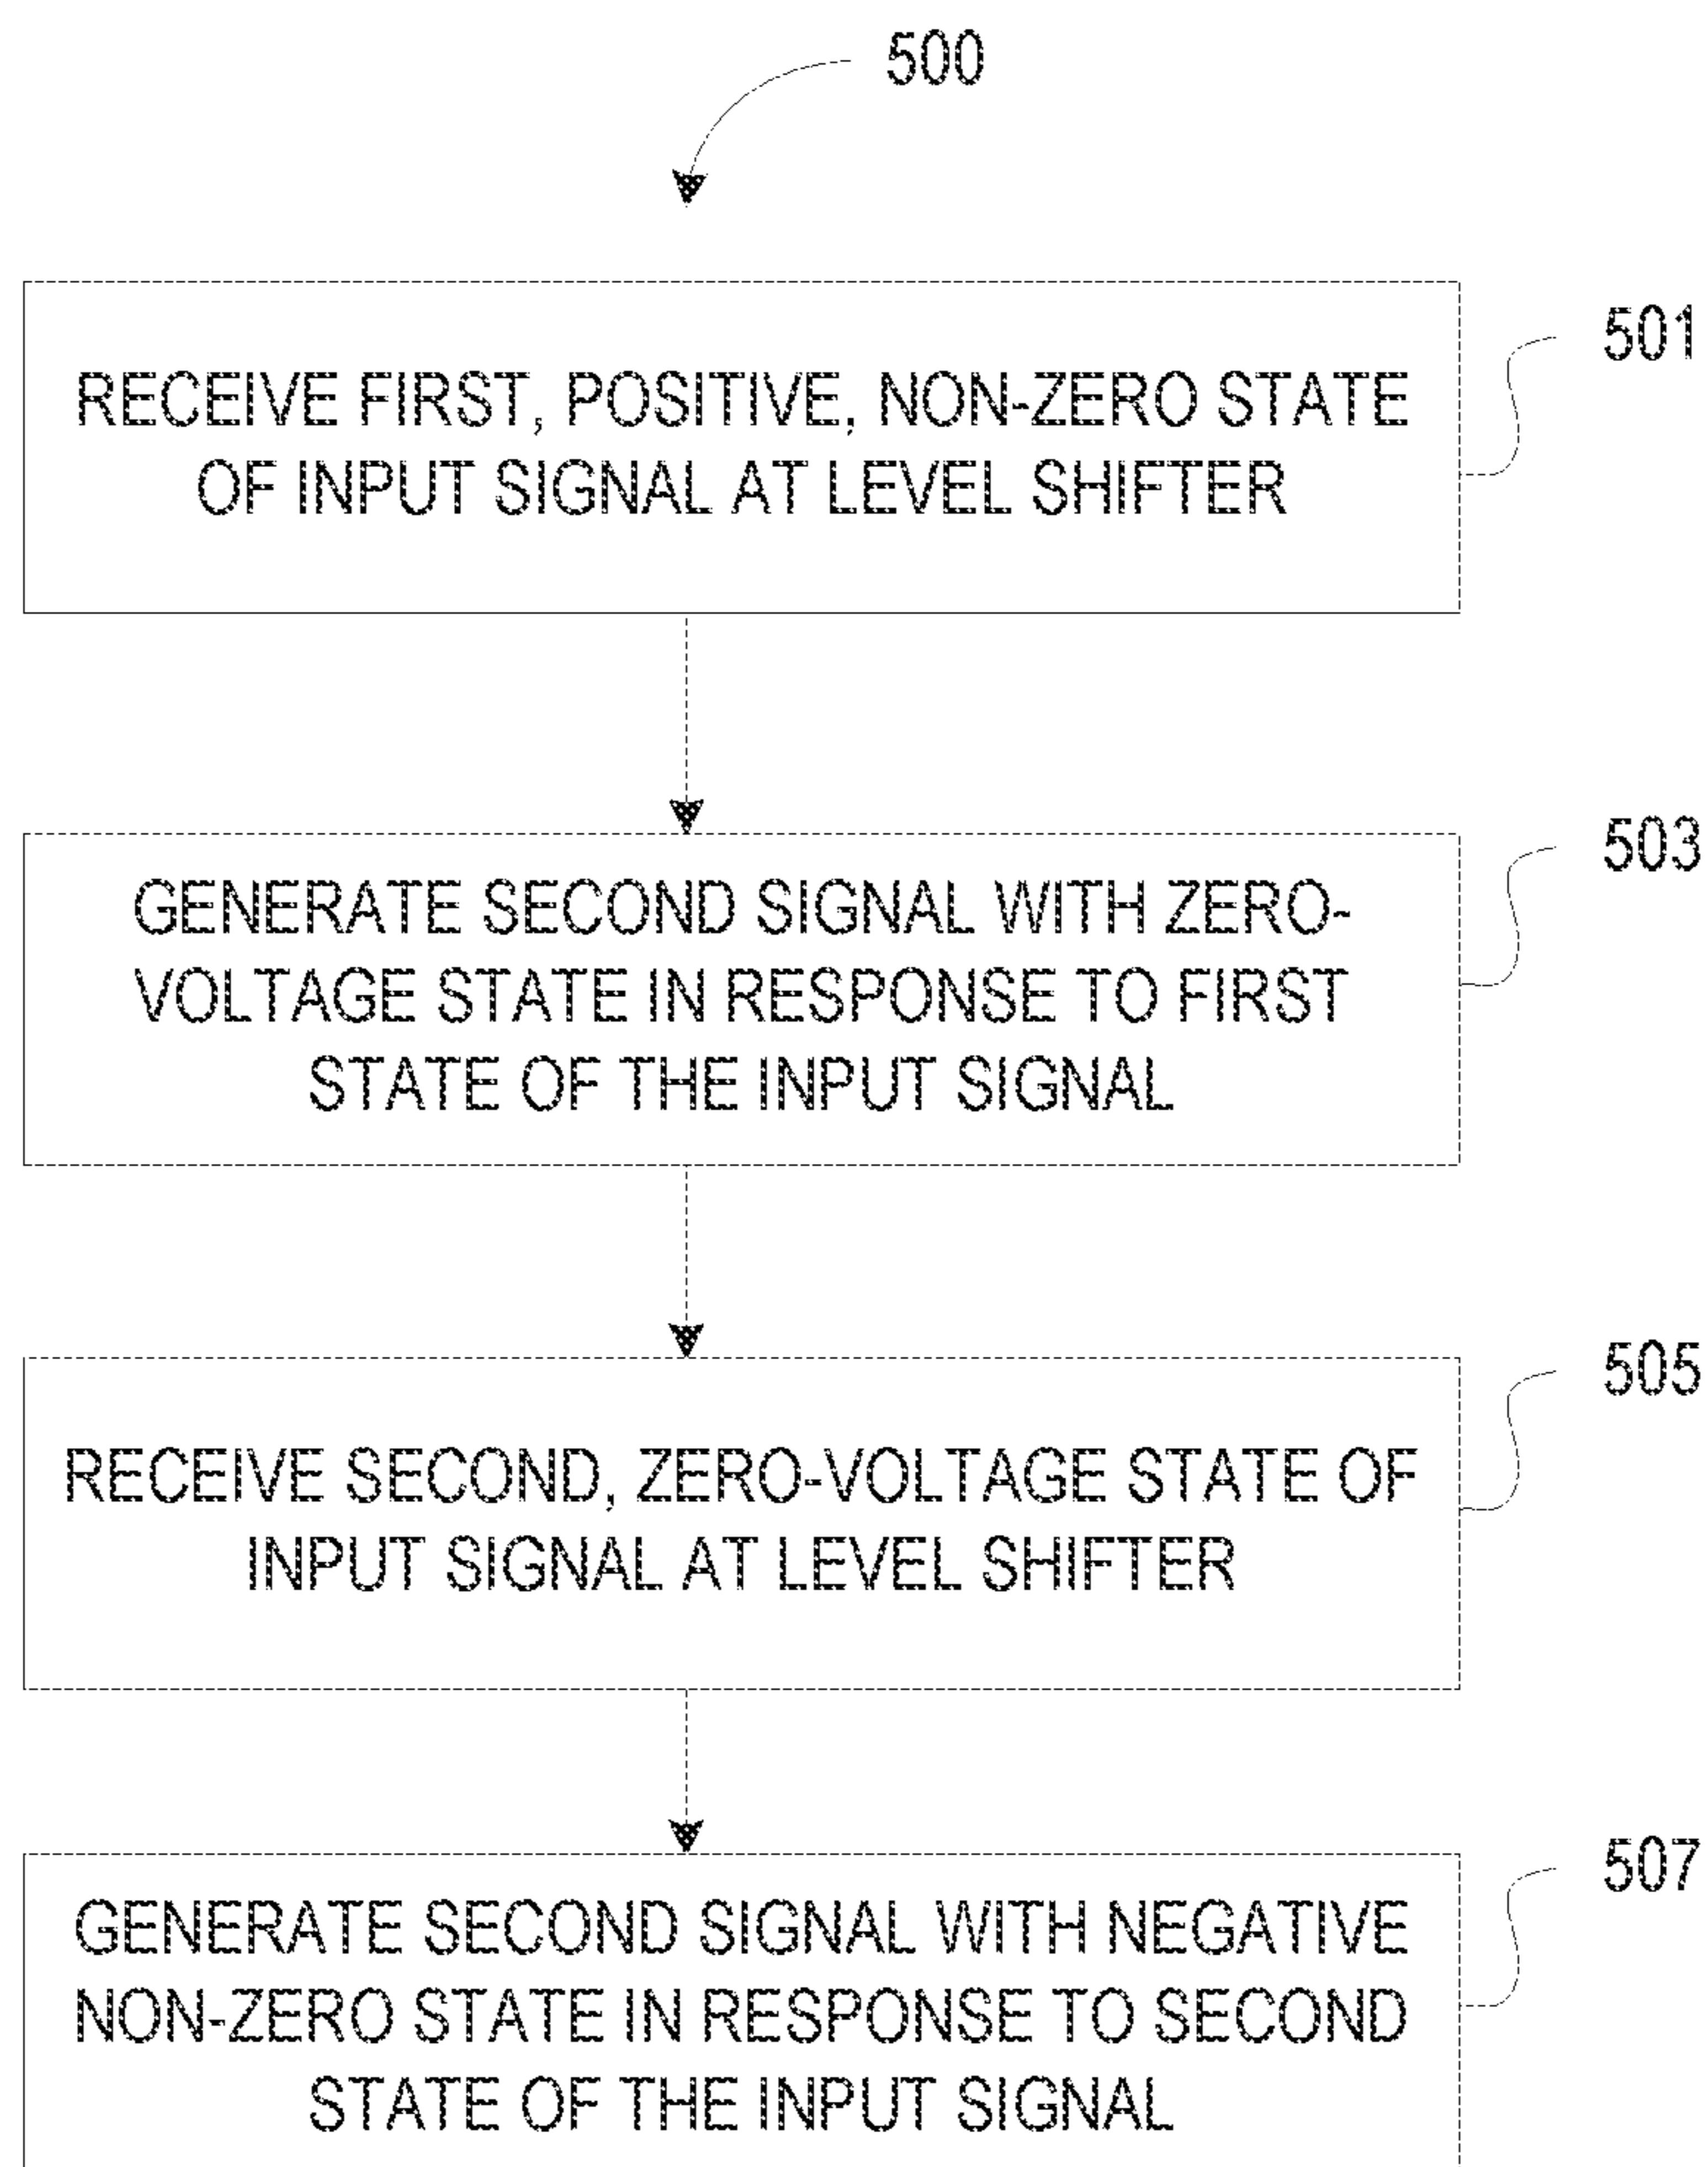 500
RECEIVE FIRST, POSITIVE, NON-ZERO STATE
OF INPUT SIGNAL AT LEVEL SHIFTER
501
GENERATE SECOND SIGNAL WITH ZERO-
VOLTAGE STATE IN RESPONSE TO FIRST
STATE OF THE INPUT SIGNAL
503
RECEIVE SECOND, ZERO-VOLTAGE STATE OF
INPUT SIGNAL AT LEVEL SHIFTER
505
GENERATE SECOND SIGNAL WITH NEGATIVE
NON-ZERO STATE IN RESPONSE TO SECOND
STATE OF THE INPUT SIGNAL
507